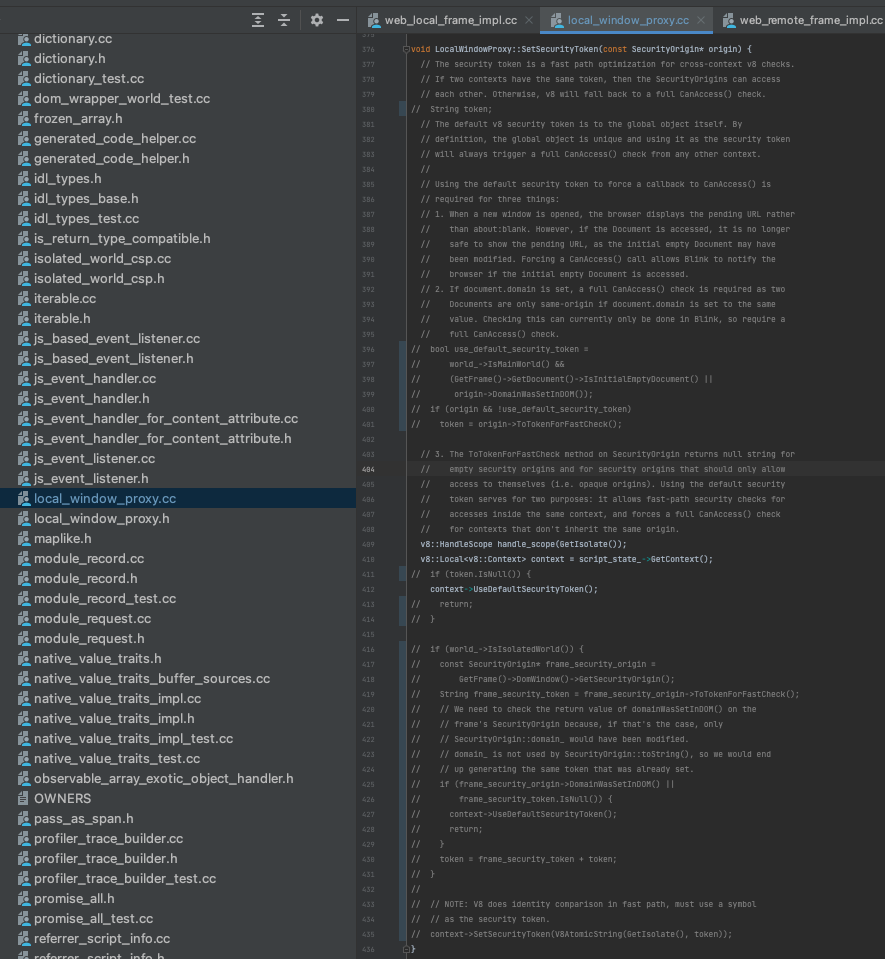 web_local_frame_impl.cc
local_window_proxy.cc
web_remote_frame_impl.cc
dictionary.cc
dictionary.h
dictionary_test.cc
dom_wrapper_world_test.cc
frozen_array.h
generated_code_helper.cc
generated_code_helper.h
idl_types.h
idl_types_base.h
idl_types_test.cc
is_return_type_compatible.h
isolated_world_csp.cc
isolated_world_csp.h
iterable.cc
iterable.h
js_based_event_listener.cc
js_based_event_listener.h
js_event_handler.cc
js_event_handler.h
js_event_handler_for_content_attribute.cc
js_event_handler_for_content_attribute.h
js_event_listener.cc
js_event_listener.h
local_window_proxy.cc
local_window_proxy.h
maplike.h
module_record.cc
module_record.h
module_record_test.cc
module_request.cc
module_request.h
native_value_traits.h
native_value_traits_buffer_sources.cc
native_value_traits_impl.cc
native_value_traits_impl.h
native_value_traits_impl_test.cc
native_value_traits_test.cc
observable_array_exotic_object_handler.h
OWNERS
pass_as_span.h
profiler_trace_builder.cc
profiler_trace_builder.h
profiler_trace_builder_test.cc
promise_all.h
promise_all_test.cc
referrer_script_info.cc
referrer_script_info.h
375
376 void LocalWindowProxy::SetSecurityToken(const SecurityOrigin* origin) {
377 // The security token is a fast path optimization for cross-context v8 checks.
378 // If two contexts have the same token, then the SecurityOrigins can access
379 // each other. Otherwise, v8 will fall back to a full CanAccess() check.
380 // String token;
381 // The default v8 security token is to the global object itself. By
382 // definition, the global object is unique and using it as the security token
383 // will always trigger a full CanAccess() check from any other context.
384 //
385 // Using the default security token to force a callback to CanAccess() is
386 // required for three things:
387 // 1. When a new window is opened, the browser displays the pending URL rather
388 // than about:blank. However, if the Document is accessed, it is no longer
389 // safe to show the pending URL, as the initial empty Document may have
390 // been modified. Forcing a CanAccess() call allows Blink to notify the
391 // browser if the initial empty Document is accessed.
392 // 2. If document.domain is set, a full CanAccess() check is required as two
393 // Documents are only same-origin if document.domain is set to the same
394 // value. Checking this can currently only be done in Blink, so require a
395 // full CanAccess() check.
396 // bool use_default_security_token =
397 // world_->IsMainWorld() &&
398 // (GetFrame()->GetDocument()->IsInitialEmptyDocument() ||
399 // origin->DomainWasSetInDOM());
400 // if (origin && !use_default_security_token)
401 // token = origin->ToTokenForFastCheck();
402
403 // 3. The ToTokenForFastCheck method on SecurityOrigin returns null string for
404 // empty security origins and for security origins that should only allow
405 // access to themselves (i.e. opaque origins). Using the default security
406 // token serves for two purposes: it allows fast-path security checks for
407 // accesses inside the same context, and forces a full CanAccess() check
408 // for contexts that don't inherit the same origin.
409 v8::HandleScope handle_scope(GetIsolate());
410 v8::Local<v8::Context> context = script_state_->GetContext();
411 // if (token.IsNull()) {
412 context->UseDefaultSecurityToken();
413 // return;
414 // }
415
416 // if (world_->IsIsolatedWorld()) {
417 // const SecurityOrigin* frame_security_origin =
418 // GetFrame()->DomWindow()->GetSecurityOrigin();
419 // String frame_security_token = frame_security_origin->ToTokenForFastCheck();
420 // // We need to check the return value of domainWasSetInDOM() on the
421 // // frame's SecurityOrigin because, if that's the case, only
422 // // SecurityOrigin::domain_ would have been modified.
423 // // domain_ is not used by SecurityOrigin::toString(), so we would end
424 // // up generating the same token that was already set.
425 // if (frame_security_origin->DomainWasSetInDOM() ||
426 // frame_security_token.IsNull()) {
427 // context->UseDefaultSecurityToken();
428 // return;
429 // }
430 // token = frame_security_token + token;
431 // }
432 //
433 // // NOTE: V8 does identity comparison in fast path, must use a symbol
434 // // as the security token.
435 // context->SetSecurityToken(V8AtomicString(GetIsolate(), token));
436 }